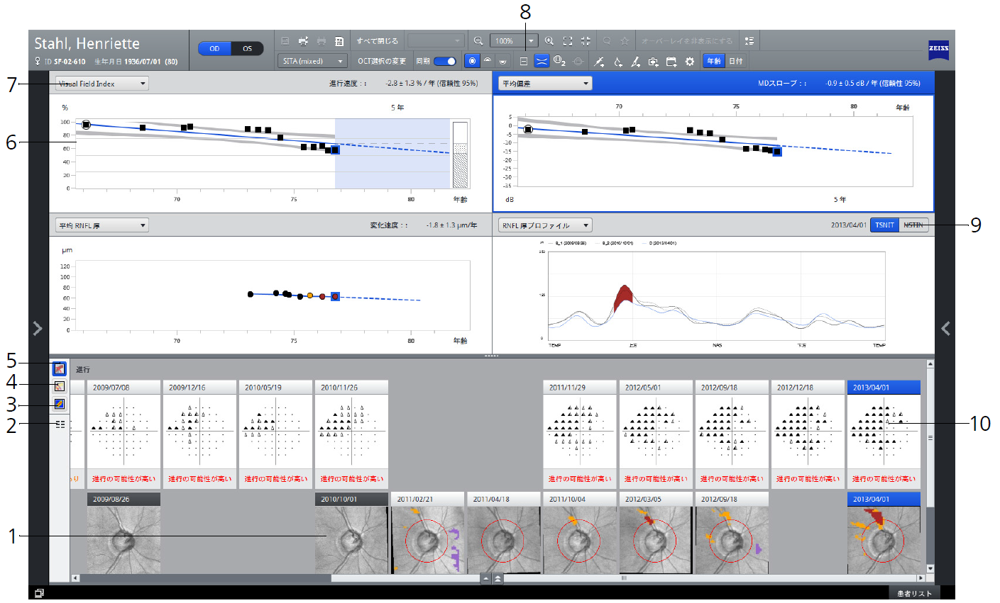 8
Stahl, Henriette
ID SF-02-610 生年月日 1936/07/01 (80)
OD OS
すべて閉じる
100%
オーバーレイを非表示にする
SITA (mixed)
OCT選択の変更
同期
O2
年齢 日付
ZEISS
7
Visual Field Index
進行速度: : -2.8 ± 1.3 % / 年 (信頼性 95%)
% 5 年
100
80
60
40
20
0
70 75 80 年齢
6
平均偏差
MDスロープ: : -0.9 ± 0.5 dB / 年 (信頼性 95%)
70 75 80 年齢
5
0
-5
-10
-15
-20
-25
-30
-35
dB 5 年
平均 RNFL 厚
変化速度: : -1.8 ± 1.3 µm/年
µm
120
100
80
60
40
20
0
70 75 80 年齢
RNFL 厚プロファイル
2013/04/01 TSNIT NSTIN
9
B_1 (2009/08/26) B_2 (2010/10/01) O (2013/04/01)
0
TEMP 上方 NAS 下方 TEMP
5
4
3
2
進行
2009/07/08 2009/12/16 2010/05/19 2010/11/26 2011/11/29 2012/05/01 2012/09/18 2012/12/18 2013/04/01
10
進行の可能性が高い 進行の可能性が高い 進行の可能性が高い 進行の可能性が高い 進行の可能性が高い 進行の可能性が高い 進行の可能性が高い 進行の可能性が高い 進行の可能性が高い
2009/08/26 2010/10/01 2011/02/21 2011/04/18 2011/10/04 2012/03/05 2012/09/18 2013/04/01
1
患者リスト